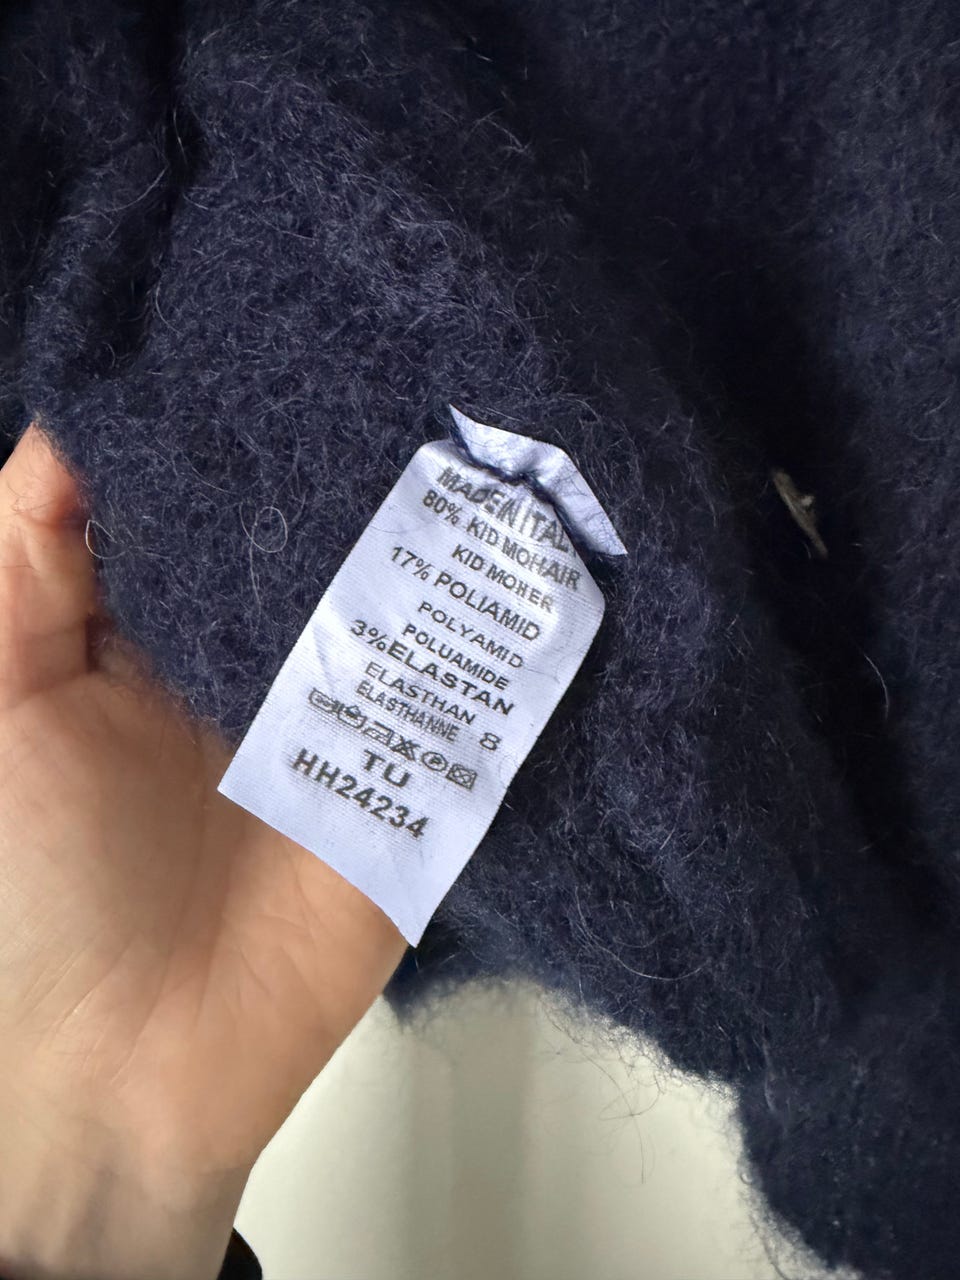 MADE IN ITALY
80% KID MOHAIR
KID MOHER
17% POLIAMID
POLYAMID
POLUAMIDE
3%ELASTAN
ELASTHAN
ELASTHANNE 8
P
TU
HH24234